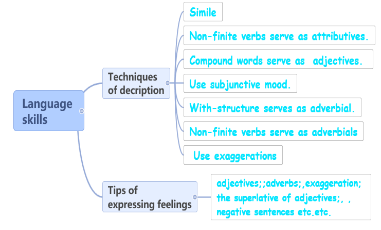 Simile
Non-finite verbs serve as attributives.
Compound words serve as adjectives.
Techniques
of decription
Use subjunative mood.
Language
skills
With-structure serves as adverbial.
Non-finite verbs serve as adverbials
Use exaggerations
Tips of
expressing feelings
adjectives;;adverbs;,exaggeration;
the superlative of adjectives;, ,
negative sentences etc.etc.